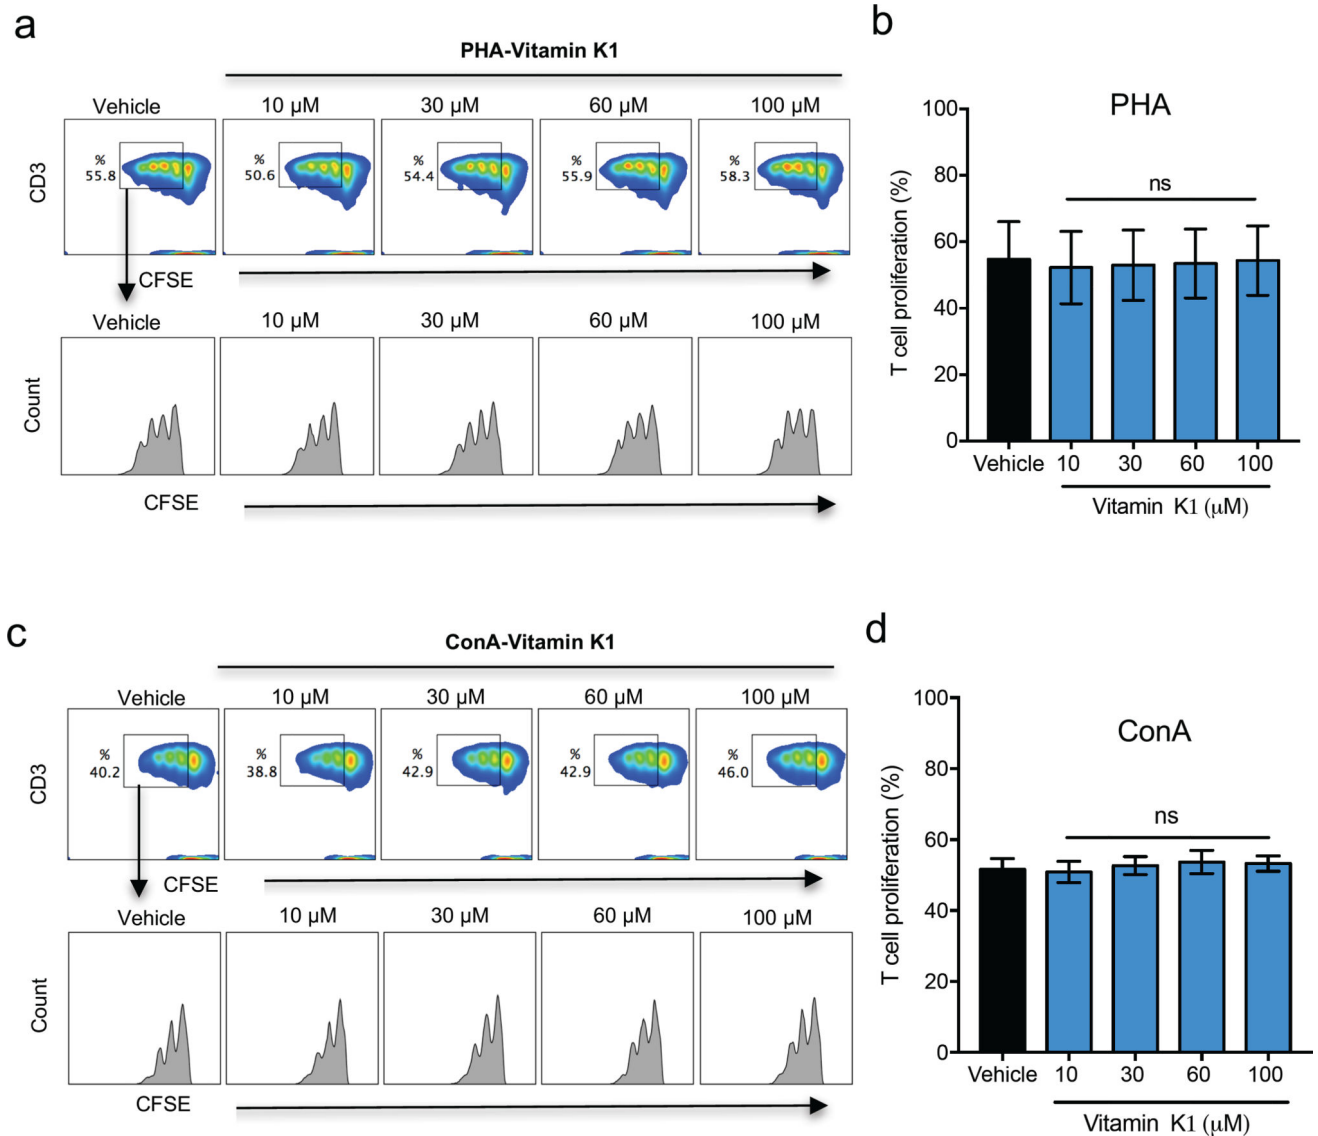 a
PHA-Vitamin K1
Vehicle 10 µM 30 µM 60 µM 100 µM
CD3
% 55.8
% 50.6
% 54.4
% 55.9
% 58.3
CFSE
Vehicle 10 µM 30 µM 60 µM 100 µM
Count
CFSE
b
PHA
T cell proliferation (%)
100
80
60
40
20
0
ns
Vehicle 10 30 60 100
Vitamin K1 (µM)
c
ConA-Vitamin K1
Vehicle 10 µM 30 µM 60 µM 100 µM
CD3
% 40.2
% 38.8
% 42.9
% 42.9
% 46.0
CFSE
Vehicle 10 µM 30 µM 60 µM 100 µM
Count
CFSE
d
ConA
T cell proliferation (%)
100
80
60
40
20
0
ns
Vehicle 10 30 60 100
Vitamin K1 (µM)